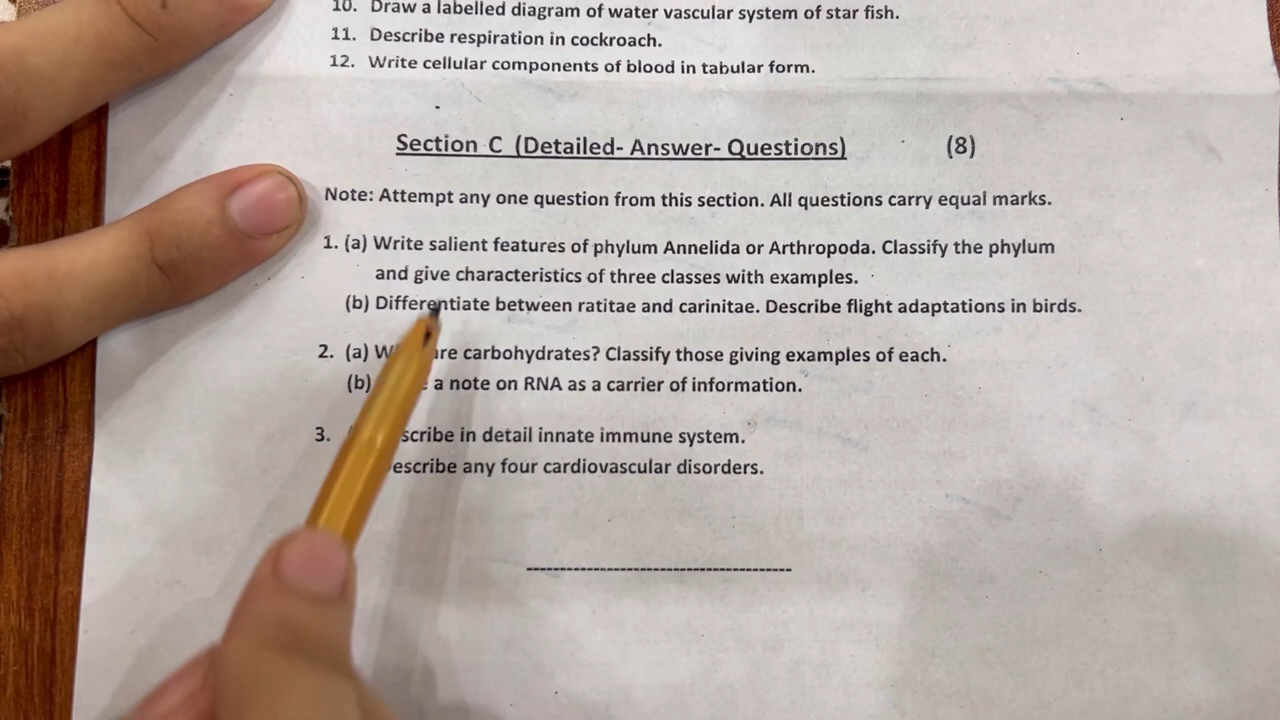 10. Draw a labelled diagram of water vascular system of star fish.
11. Describe respiration in cockroach.
12. Write cellular components of blood in tabular form.
Section C (Detailed- Answer- Questions) (8)
Note: Attempt any one question from this section. All questions carry equal marks.
1. (a) Write salient features of phylum Annelida or Arthropoda. Classify the phylum
and give characteristics of three classes with examples.
(b) Differentiate between ratitae and carinitae. Describe flight adaptations in birds.
2. (a) are carbohydrates? Classify those giving examples of each.
(b) a note on RNA as a carrier of information.
3. scribe in detail innate immune system.
escribe any four cardiovascular disorders.